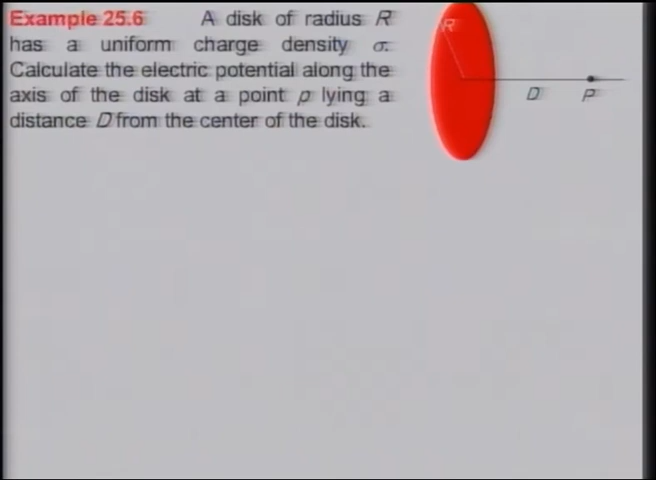 Example 25.6 A disk of radius R
has a uniform charge density σ.
Calculate the electric potential along the
axis of the disk at a point p lying a
distance D from the center of the disk.
R
D P